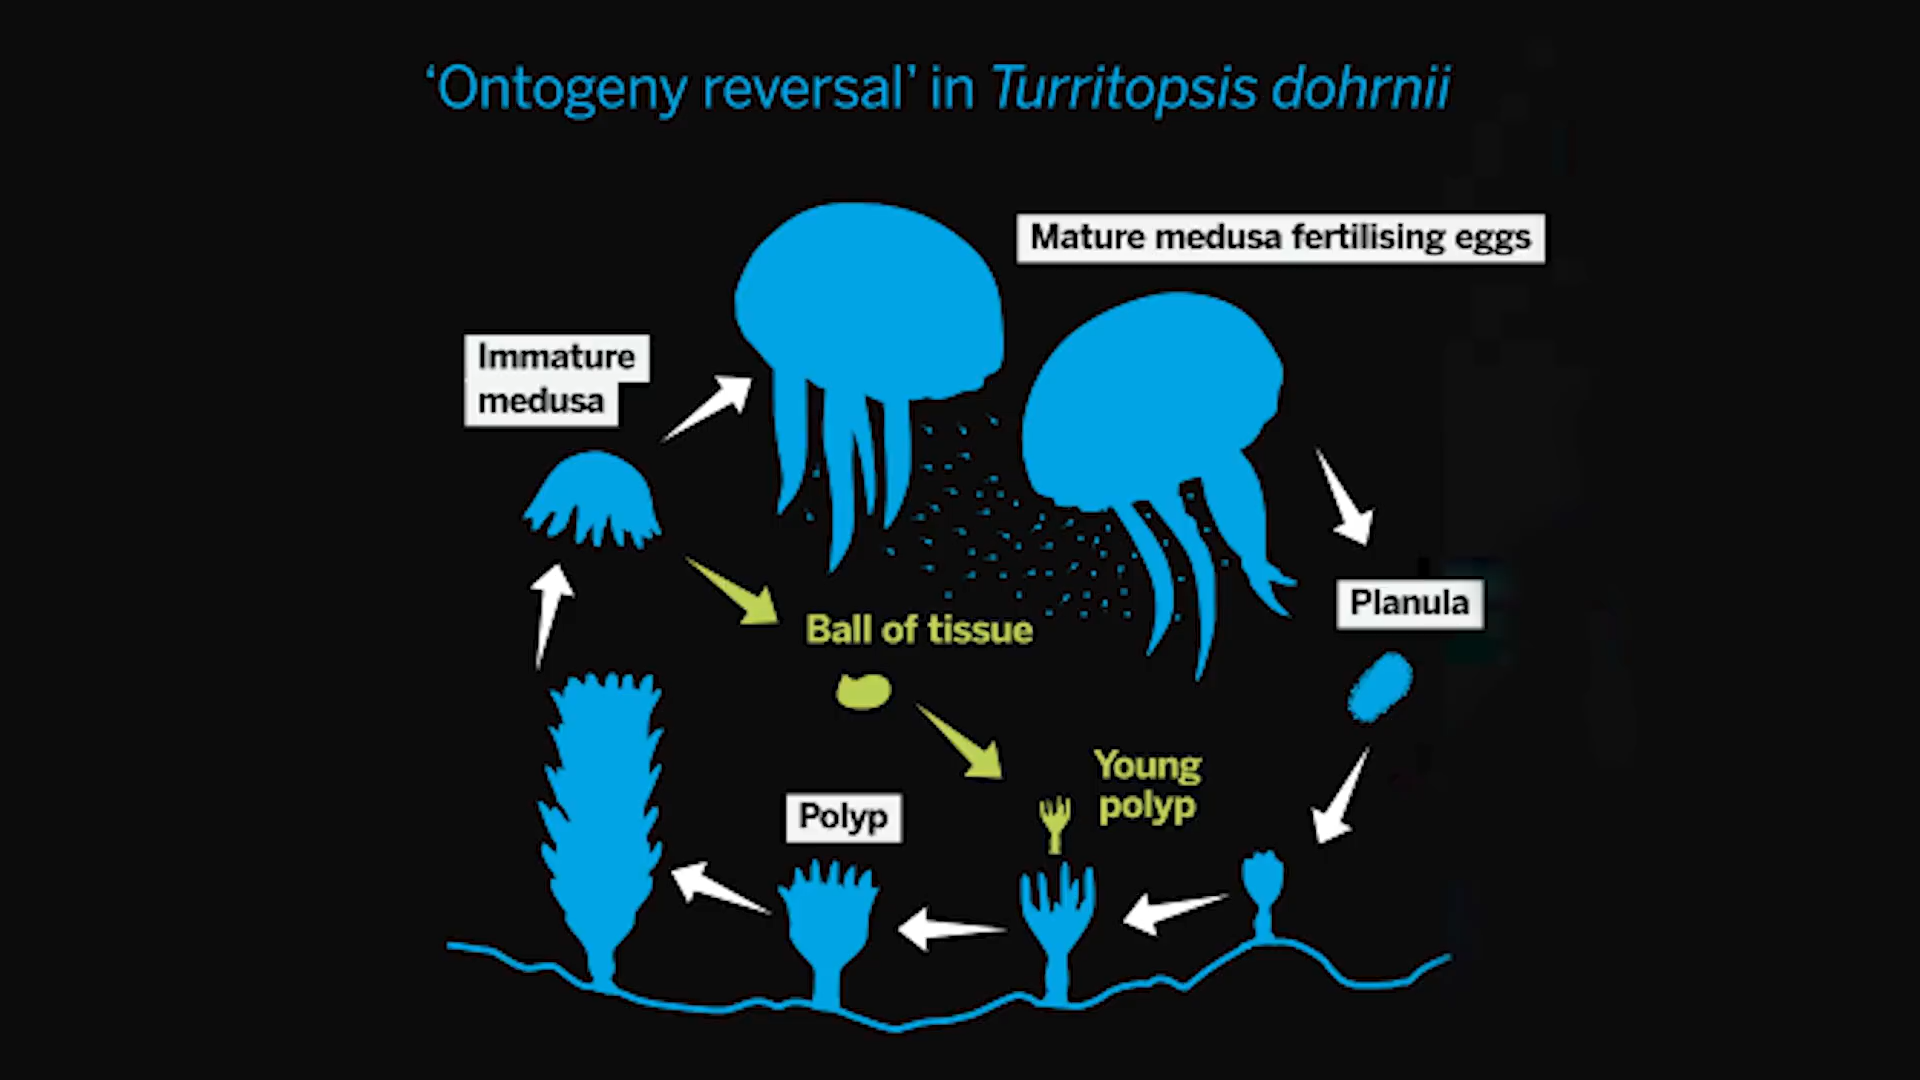 ‘Ontogeny reversal’ in Turritopsis dohrnii
Mature medusa fertilising eggs
Immature
medusa
Planula
Ball of tissue
Young
polyp
Polyp